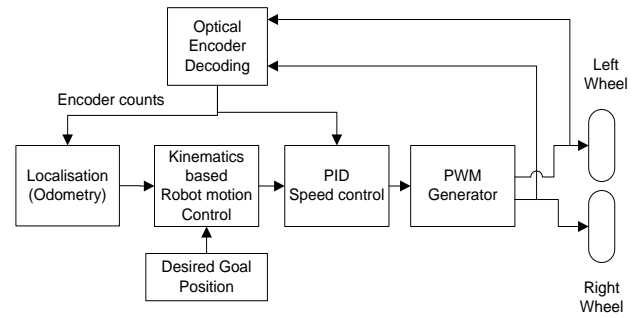 Optical
Encoder
Decoding
Left
Wheel
Encoder counts
Localisation
(Odometry)
Kinematics
based
Robot motion
Control
PID
Speed control
PWM
Generator
Desired Goal
Position
Right
Wheel